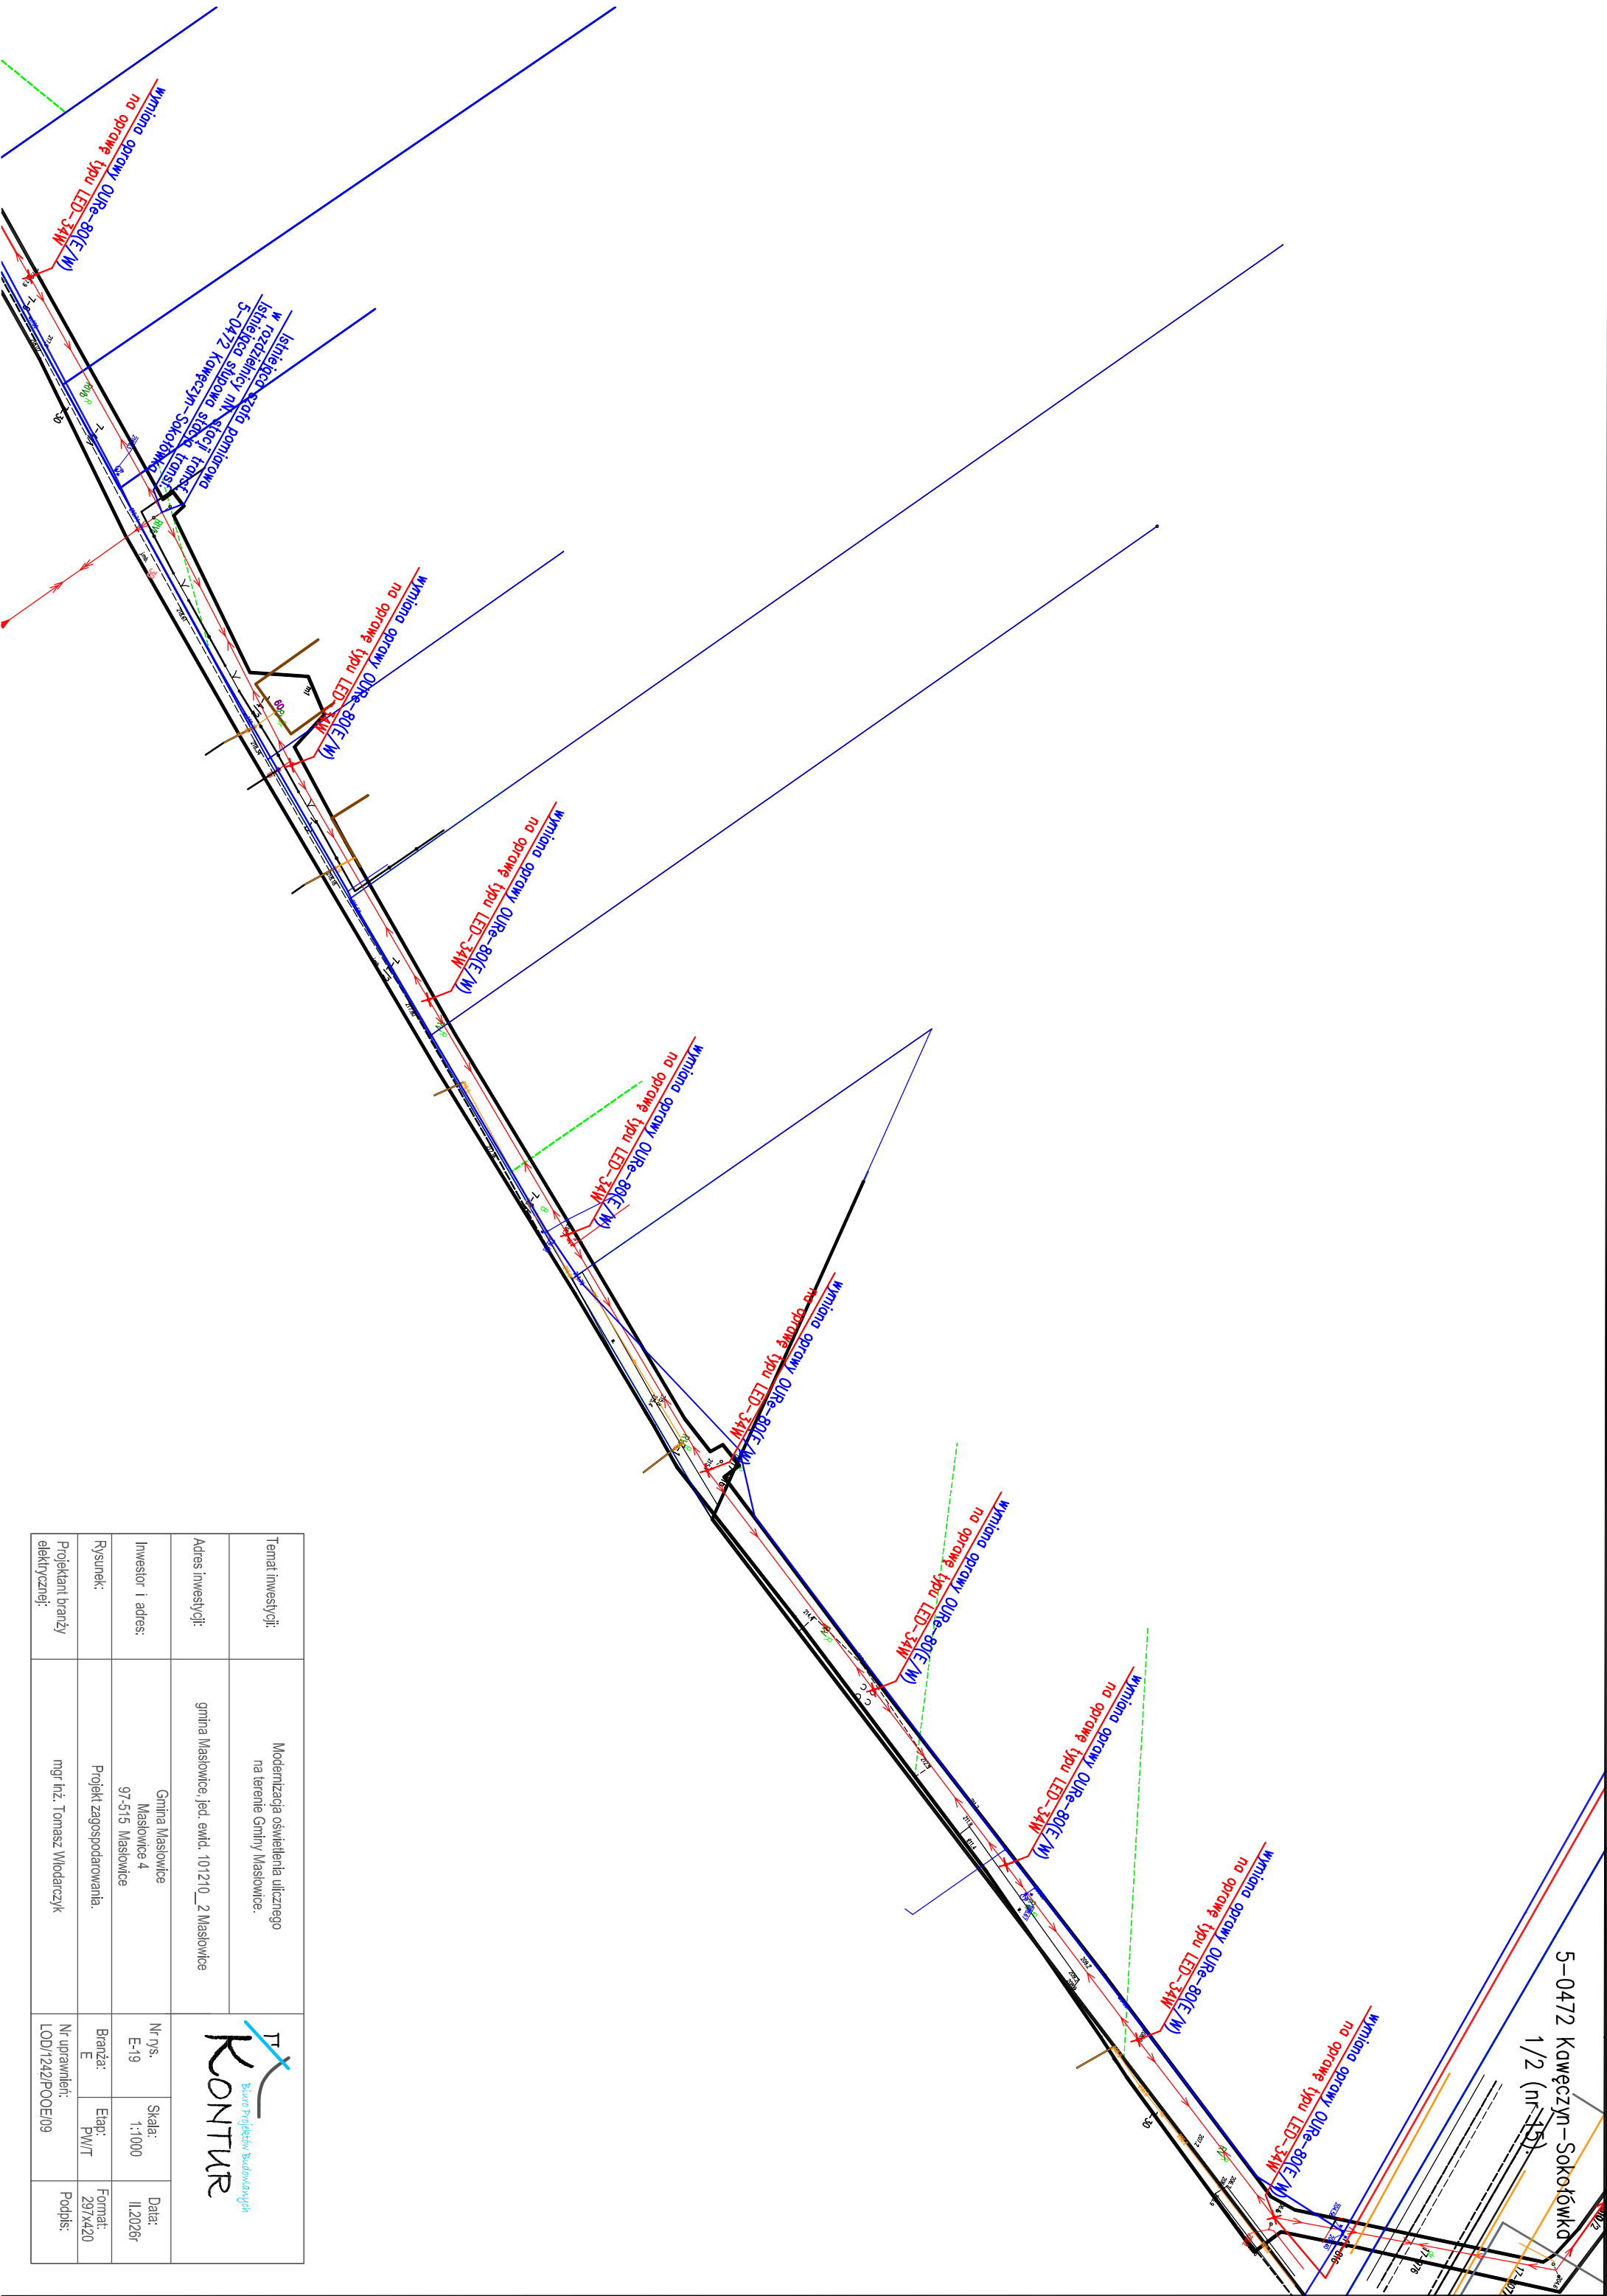 5-0472 Kawęczyn-Sokołówka
1/2 (nr 15)
wymiana oprawy OURe-80(E/W)
na oprawę typu LED-34W
Istniejąca szafa pomiarowa
w rozdzielnicy nN. stacji transf
Istniejąca słupowa stacja transf.
5-0472 Kawęczyn-Sokołówka
wymiana oprawy OURe-80(E/W)
na oprawę typu LED-34W
wymiana oprawy OURe-80(E/W)
na oprawę typu LED-34W
wymiana oprawy OURe-80(E/W)
na oprawę typu LED-34W
wymiana oprawy OURe-80(E/W)
na oprawę typu LED-34W
wymiana oprawy OURe-80(E/W)
na oprawę typu LED-34W
wymiana oprawy OURe-80(E/W)
na oprawę typu LED-34W
wymiana oprawy OURe-80(E/W)
na oprawę typu LED-34W
wymiana oprawy OURe-80(E/W)
na oprawę typu LED-34W
Temat inwestycji:
Modernizacja oświetlenia ulicznego
na terenie Gminy Masłowice.
Biuro Projektów Budowlanych
KONTUR
Adres inwestycji:
gmina Masłowice, jed. ewid. 101210_2 Masłowice
Inwestor i adres:
Gmina Masłowice
Masłowice 4
97-515 Masłowice
Nr rys.
E-19
Skala:
1:1000
Data:
II.2026r
Rysunek:
Projekt zagospodarowania.
Branża:
E
Etap:
PW/T
Format:
297x420
Projektant branży
elektrycznej:
mgr inż. Tomasz Włodarczyk
Nr uprawnień:
LOD/1242/POOE/09
Podpis: